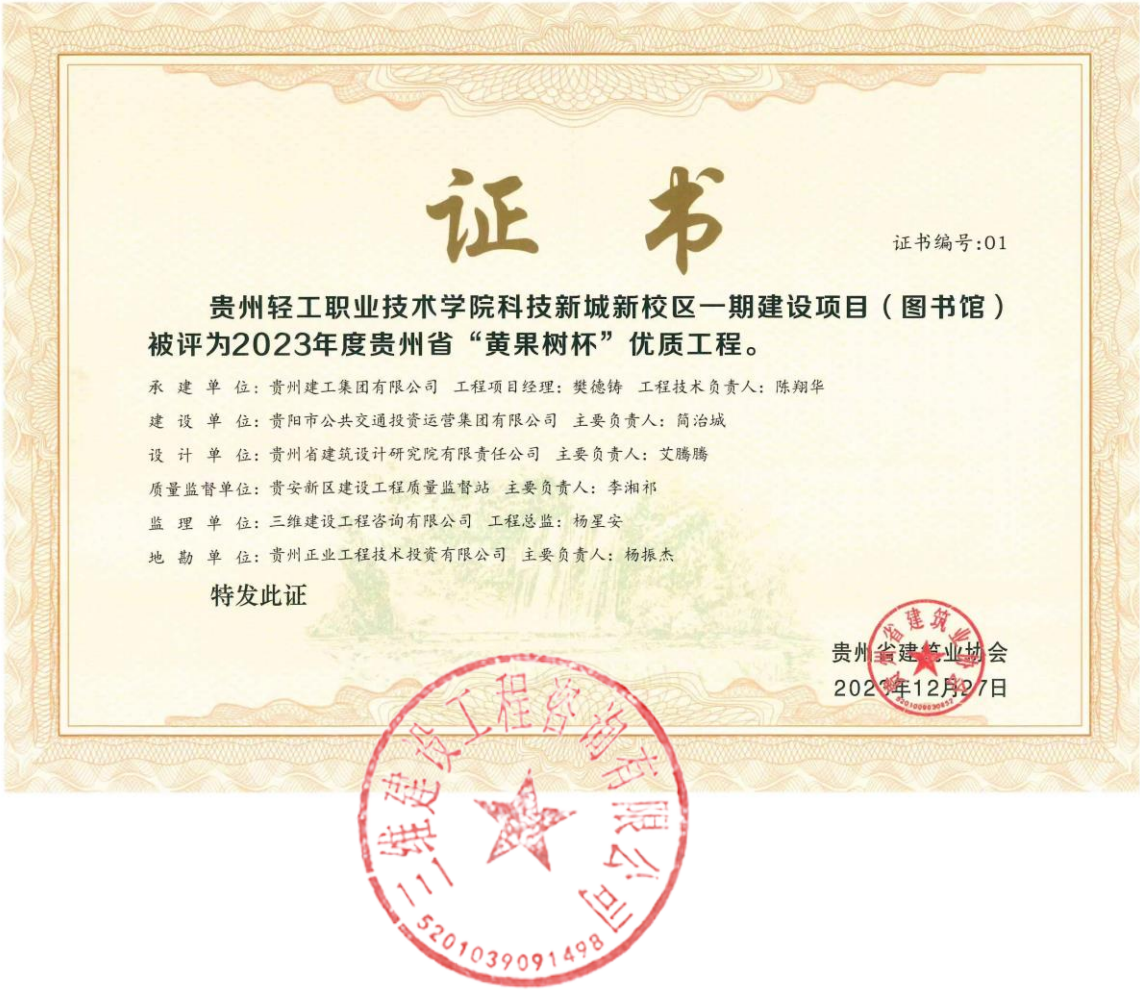 证书
证书编号:01
贵州轻工职业技术学院科技新城新校区一期建设项目（图书馆）
被评为2023年度贵州省“黄果树杯”优质工程。
承建单位：贵州建工集团有限公司 工程项目经理：樊德铸 工程技术负责人：陈翔华
建设单位：贵阳市公共交通投资运营集团有限公司 主要负责人：简治城
设计单位：贵州省建筑设计研究院有限责任公司 主要负责人：艾腾腾
质量监督单位：贵安新区建设工程质量监督站 主要负责人：李湘祁
监理单位：三维建设工程咨询有限公司 工程总监：杨星安
地勘单位：贵州正业工程技术投资有限公司 主要负责人：杨振杰
特发此证
贵州省建筑业协会
2023年12月27日
贵州省建筑业协会
三维建设工程咨询有限公司
5201039091498